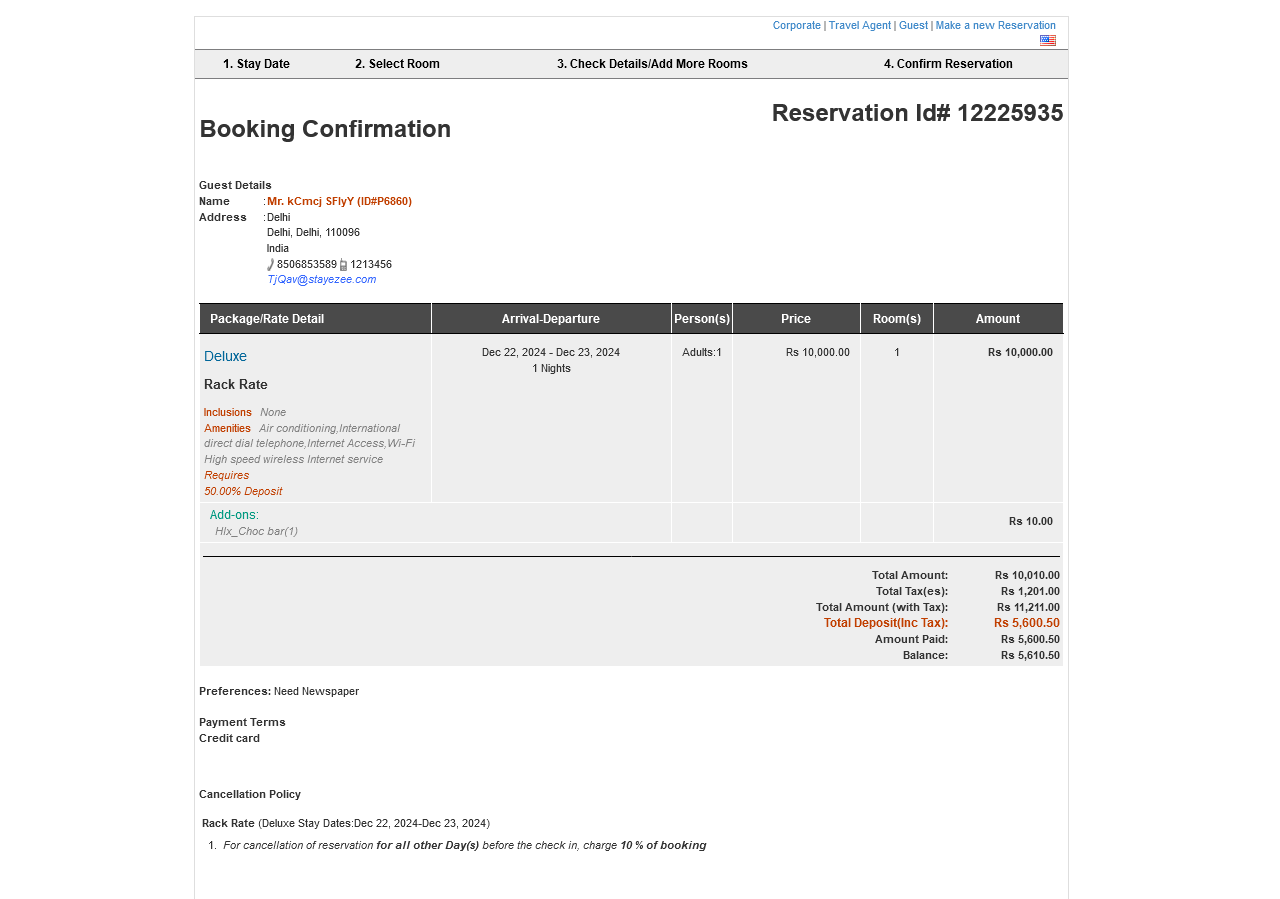 Corporate | Travel Agent | Guest | Make a new Reservation
1. Stay Date 2. Select Room 3. Check Details/Add More Rooms 4. Confirm Reservation
Reservation Id# 12225935
Booking Confirmation
Guest Details
Name :Mr. kCmcj SFlyY (ID#P6860)
Address :Delhi
Delhi, Delhi, 110096
India
8506853589 1213456
TjQav@stayezee.com
Package/Rate Detail Arrival-Departure Person(s) Price Room(s) Amount
Deluxe Dec 22, 2024 - Dec 23, 2024 Adults:1 Rs 10,000.00 1 Rs 10,000.00
1 Nights
Rack Rate
Inclusions None
Amenities Air conditioning,International
direct dial telephone,Internet Access,Wi-Fi
High speed wireless Internet service
Requires
50.00% Deposit
Add-ons:
HIx_Choc bar(1) Rs 10.00
Total Amount: Rs 10,010.00
Total Tax(es): Rs 1,201.00
Total Amount (with Tax): Rs 11,211.00
Total Deposit(Inc Tax): Rs 5,600.50
Amount Paid: Rs 5,600.50
Balance: Rs 5,610.50
Preferences: Need Newspaper
Payment Terms
Credit card
Cancellation Policy
Rack Rate (Deluxe Stay Dates:Dec 22, 2024-Dec 23, 2024)
1. For cancellation of reservation for all other Day(s) before the check in, charge 10 % of booking